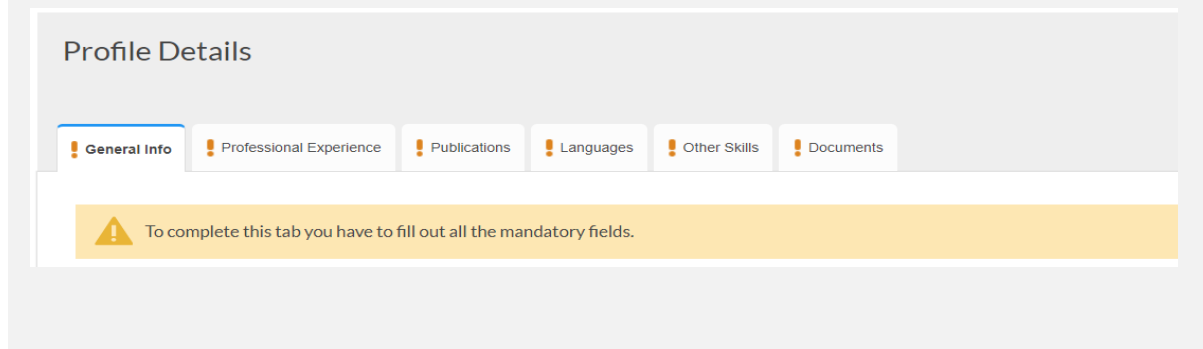 Profile Details
General Info Professional Experience Publications Languages Other Skills Documents
To complete this tab you have to fill out all the mandatory fields.